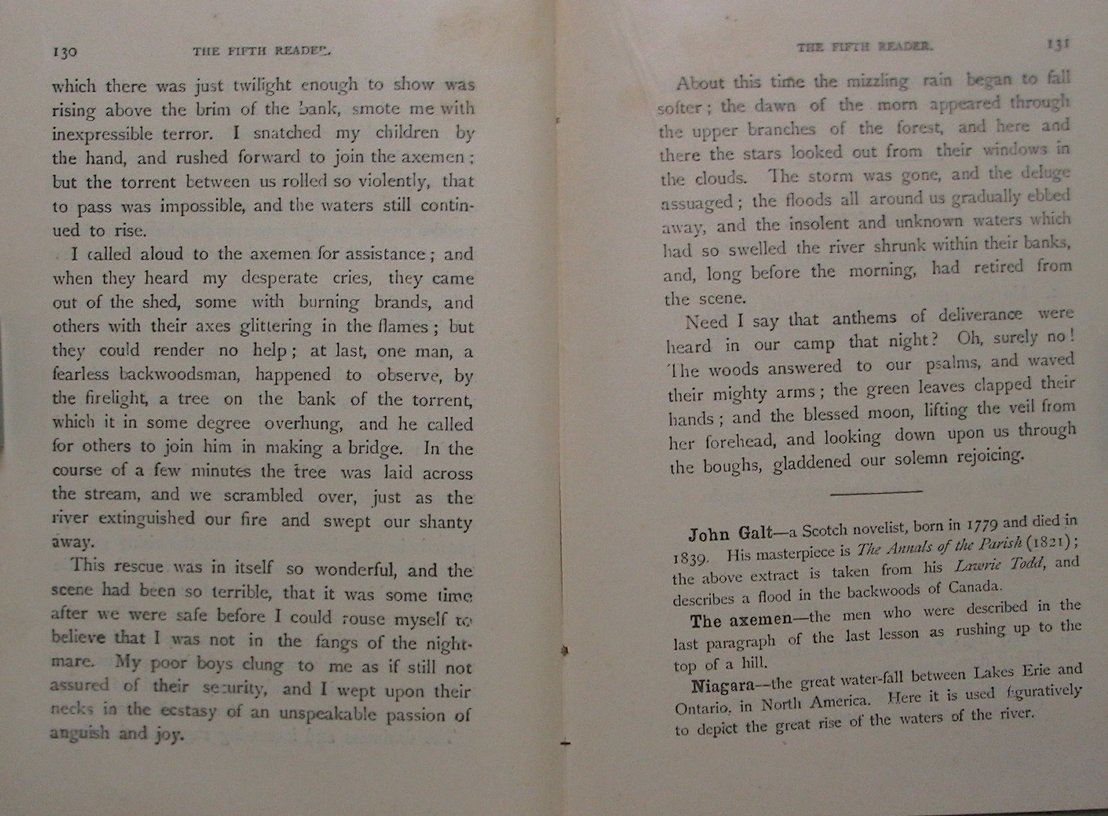 130
THE FIFTH READER.
which there was just twilight enough to show was
rising above the brim of the bank, smote me with
inexpressible terror. I snatched my children by
the hand, and rushed forward to join the axemen;
but the torrent between us rolled so violently, that
to pass was impossible, and the waters still contin-
ued to rise.
I called aloud to the axemen for assistance; and
when they heard my desperate cries, they came
out of the shed, some with burning brands, and
others with their axes glittering in the flames; but
they could render no help; at last, one man, a
fearless backwoodsman, happened to observe, by
the firelight, a tree on the bank of the torrent,
which it in some degree overhung, and he called
for others to join him in making a bridge. In the
course of a few minutes the tree was laid across
the stream, and we scrambled over, just as the
river extinguished our fire and swept our shanty
away.
This rescue was in itself so wonderful, and the
scene had been so terrible, that it was some time
after we were safe before I could rouse myself to
believe that I was not in the fangs of the night-
mare. My poor boys clung to me as if still not
assured of their security, and I wept upon their
necks in the ecstasy of an unspeakable passion of
anguish and joy.
THE FIFTH READER.
131
About this time the mizzling rain began to fall
softer; the dawn of the morn appeared through
the upper branches of the forest, and here and
there the stars looked out from their windows in
the clouds. The storm was gone, and the deluge
assuaged; the floods all around us gradually ebbed
away, and the insolent and unknown waters which
had so swelled the river shrunk within their banks,
and, long before the morning, had retired from
the scene.
Need I say that anthems of deliverance were
heard in our camp that night? Oh, surely no!
The woods answered to our psalms, and waved
their mighty arms; the green leaves clapped their
hands; and the blessed moon, lifting the veil from
her forehead, and looking down upon us through
the boughs, gladdened our solemn rejoicing.
John Galt—a Scotch novelist, born in 1779 and died in
1839. His masterpiece is The Annals of the Parish (1821);
the above extract is taken from his Lawrie Todd, and
describes a flood in the backwoods of Canada.
The axemen—the men who were described in the
last paragraph of the last lesson as rushing up to the
top of a hill.
Niagara—the great water-fall between Lakes Erie and
Ontario, in North America. Here it is used figuratively
to depict the great rise of the waters of the river.